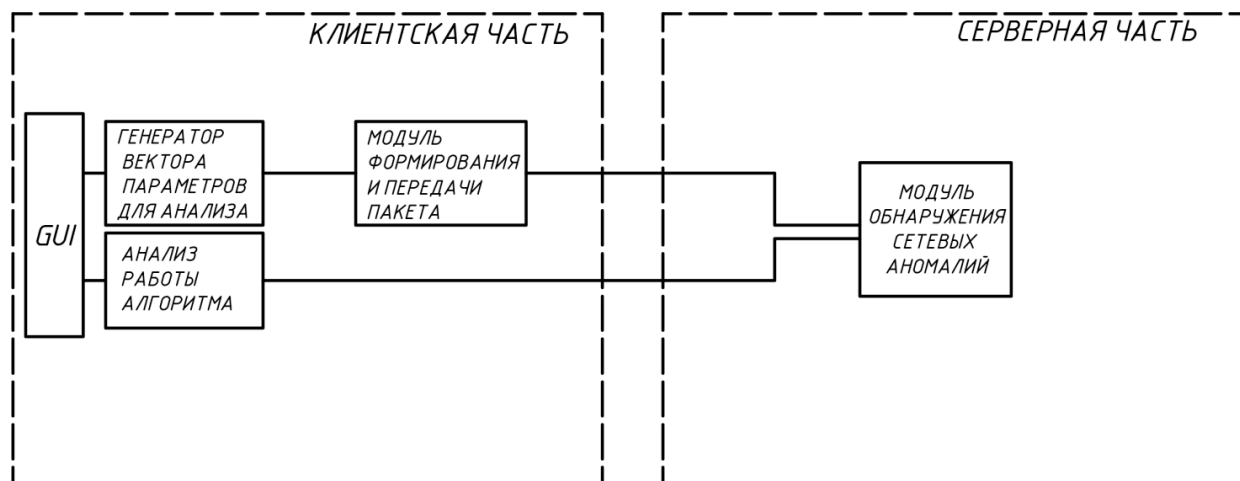 КЛИЕНТСКАЯ ЧАСТЬ
СЕРВЕРНАЯ ЧАСТЬ
GUI
ГЕНЕРАТОР
ВЕКТОРА
ПАРАМЕТРОВ
ДЛЯ АНАЛИЗА
МОДУЛЬ
ФОРМИРОВАНИЯ
И ПЕРЕДАЧИ
ПАКЕТА
АНАЛИЗ
РАБОТЫ
АЛГОРИТМА
МОДУЛЬ
ОБНАРУЖЕНИЯ
СЕТЕВЫХ
АНОМАЛИЙ